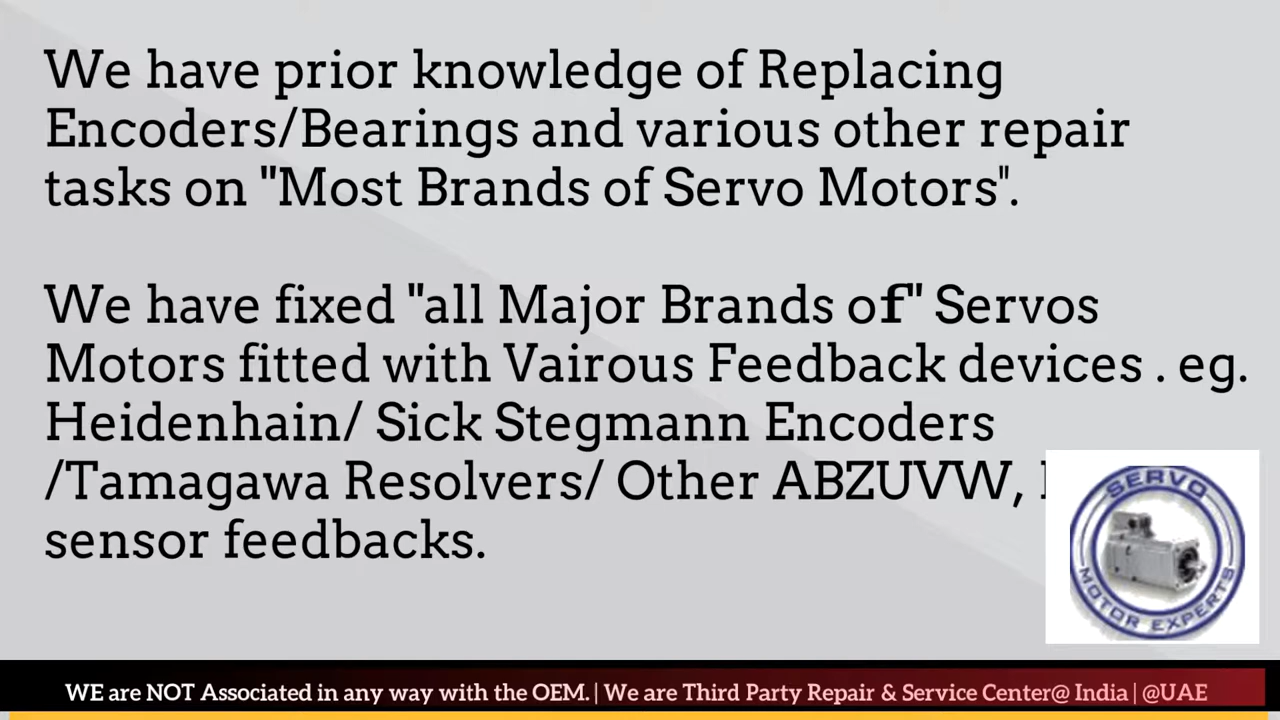 We have prior knowledge of Replacing
Encoders/Bearings and various other repair
tasks on "Most Brands of Servo Motors".
We have fixed "all Major Brands of" Servos
Motors fitted with Vairous Feedback devices . eg.
Heidenhain/ Sick Stegmann Encoders
/Tamagawa Resolvers/ Other ABZUVW,
sensor feedbacks.
SERVO
MOTOR EXPERTS
WE are NOT Associated in any way with the OEM. | We are Third Party Repair & Service Center@ India | @UAE